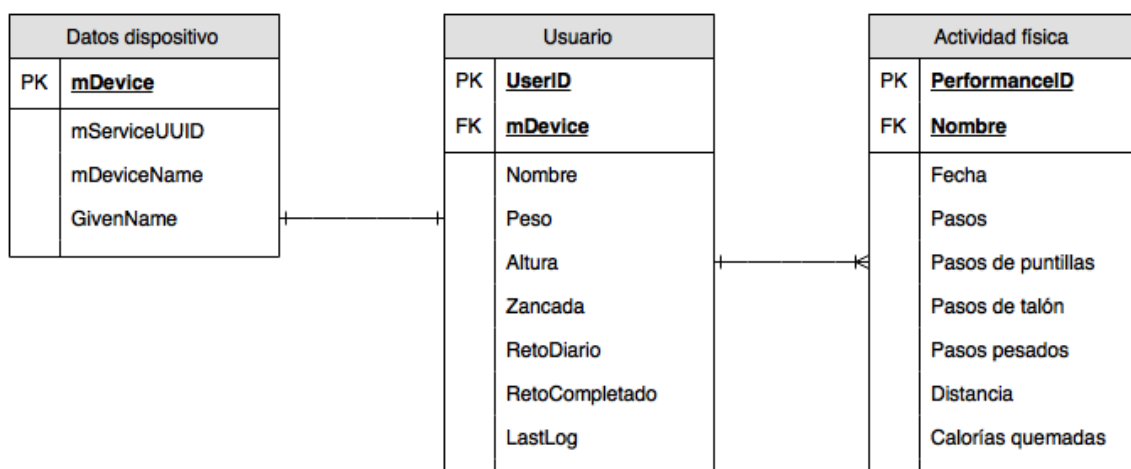 Datos dispositivo
PK mDevice
mServiceUUID
mDeviceName
GivenName
Usuario
PK UserID
FK mDevice
Nombre
Peso
Altura
Zancada
RetoDiario
RetoCompletado
LastLog
Actividad física
PK PerformanceID
FK Nombre
Fecha
Pasos
Pasos de puntillas
Pasos de talón
Pasos pesados
Distancia
Calorías quemadas